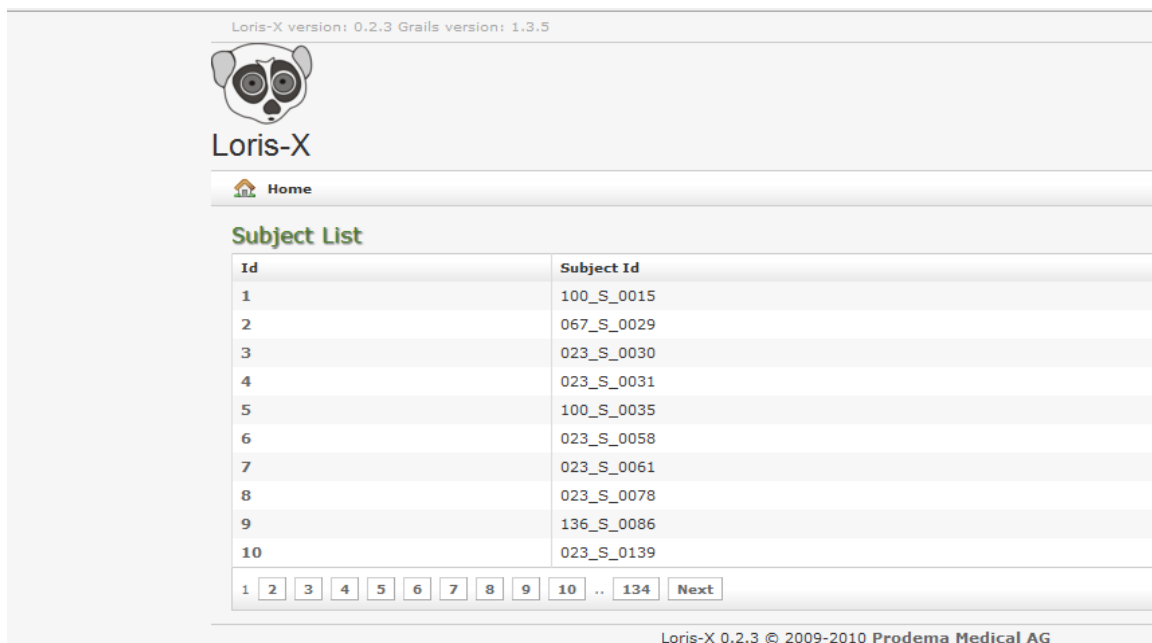 Loris-X version: 0.2.3 Grails version: 1.3.5
Loris-X
Home
Subject List
Id Subject Id
1 100_S_0015
2 067_S_0029
3 023_S_0030
4 023_S_0031
5 100_S_0035
6 023_S_0058
7 023_S_0061
8 023_S_0078
9 136_S_0086
10 023_S_0139
1 2 3 4 5 6 7 8 9 10 .. 134 Next
Loris-X 0.2.3 © 2009-2010 Prodema Medical AG